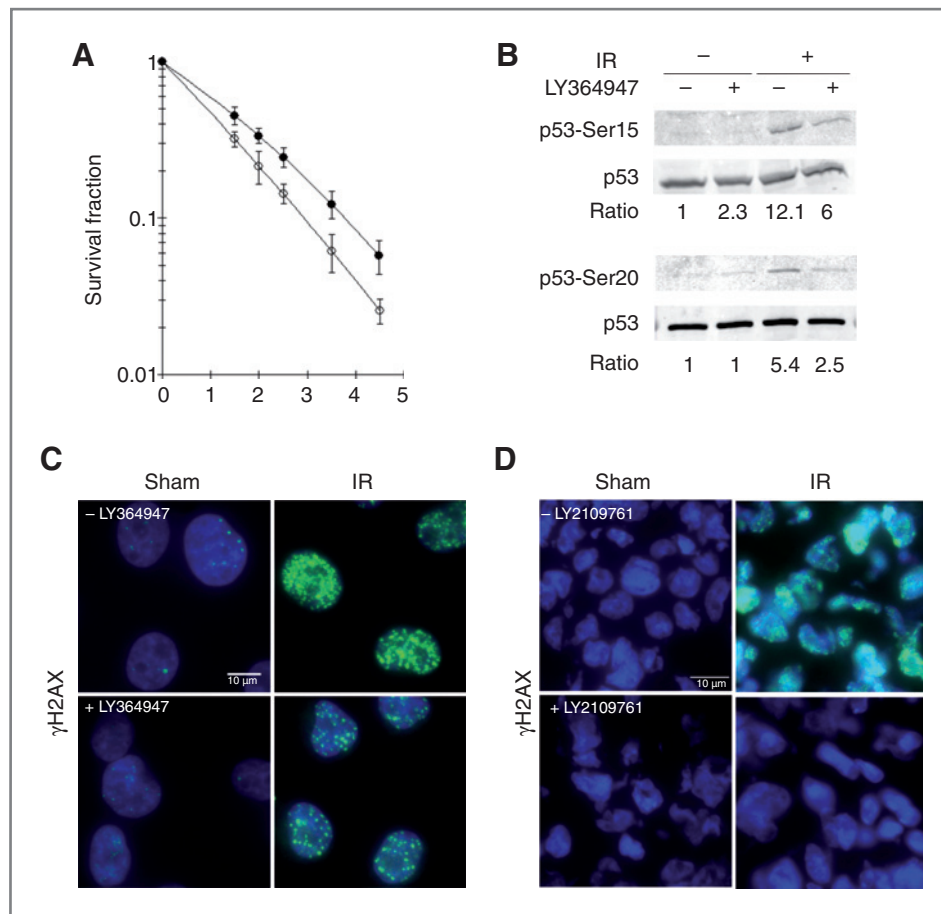 A
Survival fraction
1
0.1
0.01
0 1 2 3 4 5
B
IR – +
LY364947 – + – +
p53-Ser15
p53
Ratio 1 2.3 12.1 6
p53-Ser20
p53
Ratio 1 1 5.4 2.5
C
Sham IR
γH2AX
– LY364947
10 μm
+ LY364947
D
Sham IR
γH2AX
– LY2109761
10 μm
+ LY2109761